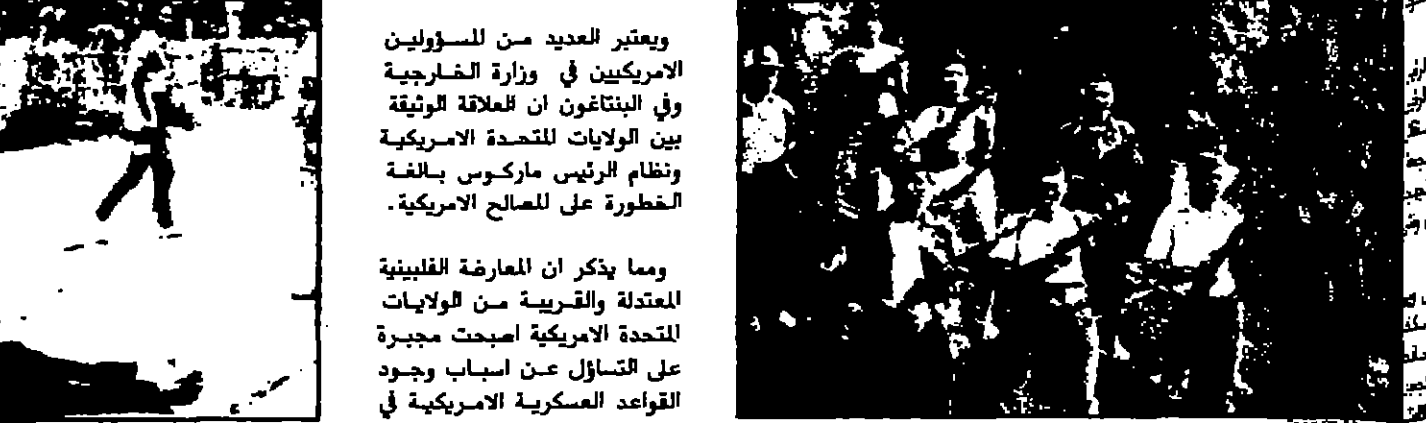 ويعتبر العديد من المسؤولين
الامريكيين في وزارة الخارجية
وفي البنتاغون ان العلاقة الوثيقة
بين الولايات المتحدة الامريكية
ونظام الرئيس ماركوس بالغة
الخطورة على المصالح الامريكية.
ومما يذكر ان المعارضة الفلبينية
المعتدلة والقريبة من الولايات
المتحدة الامريكية اصبحت مجبرة
على التساؤل عن اسباب وجود
القواعد العسكرية الامريكية في